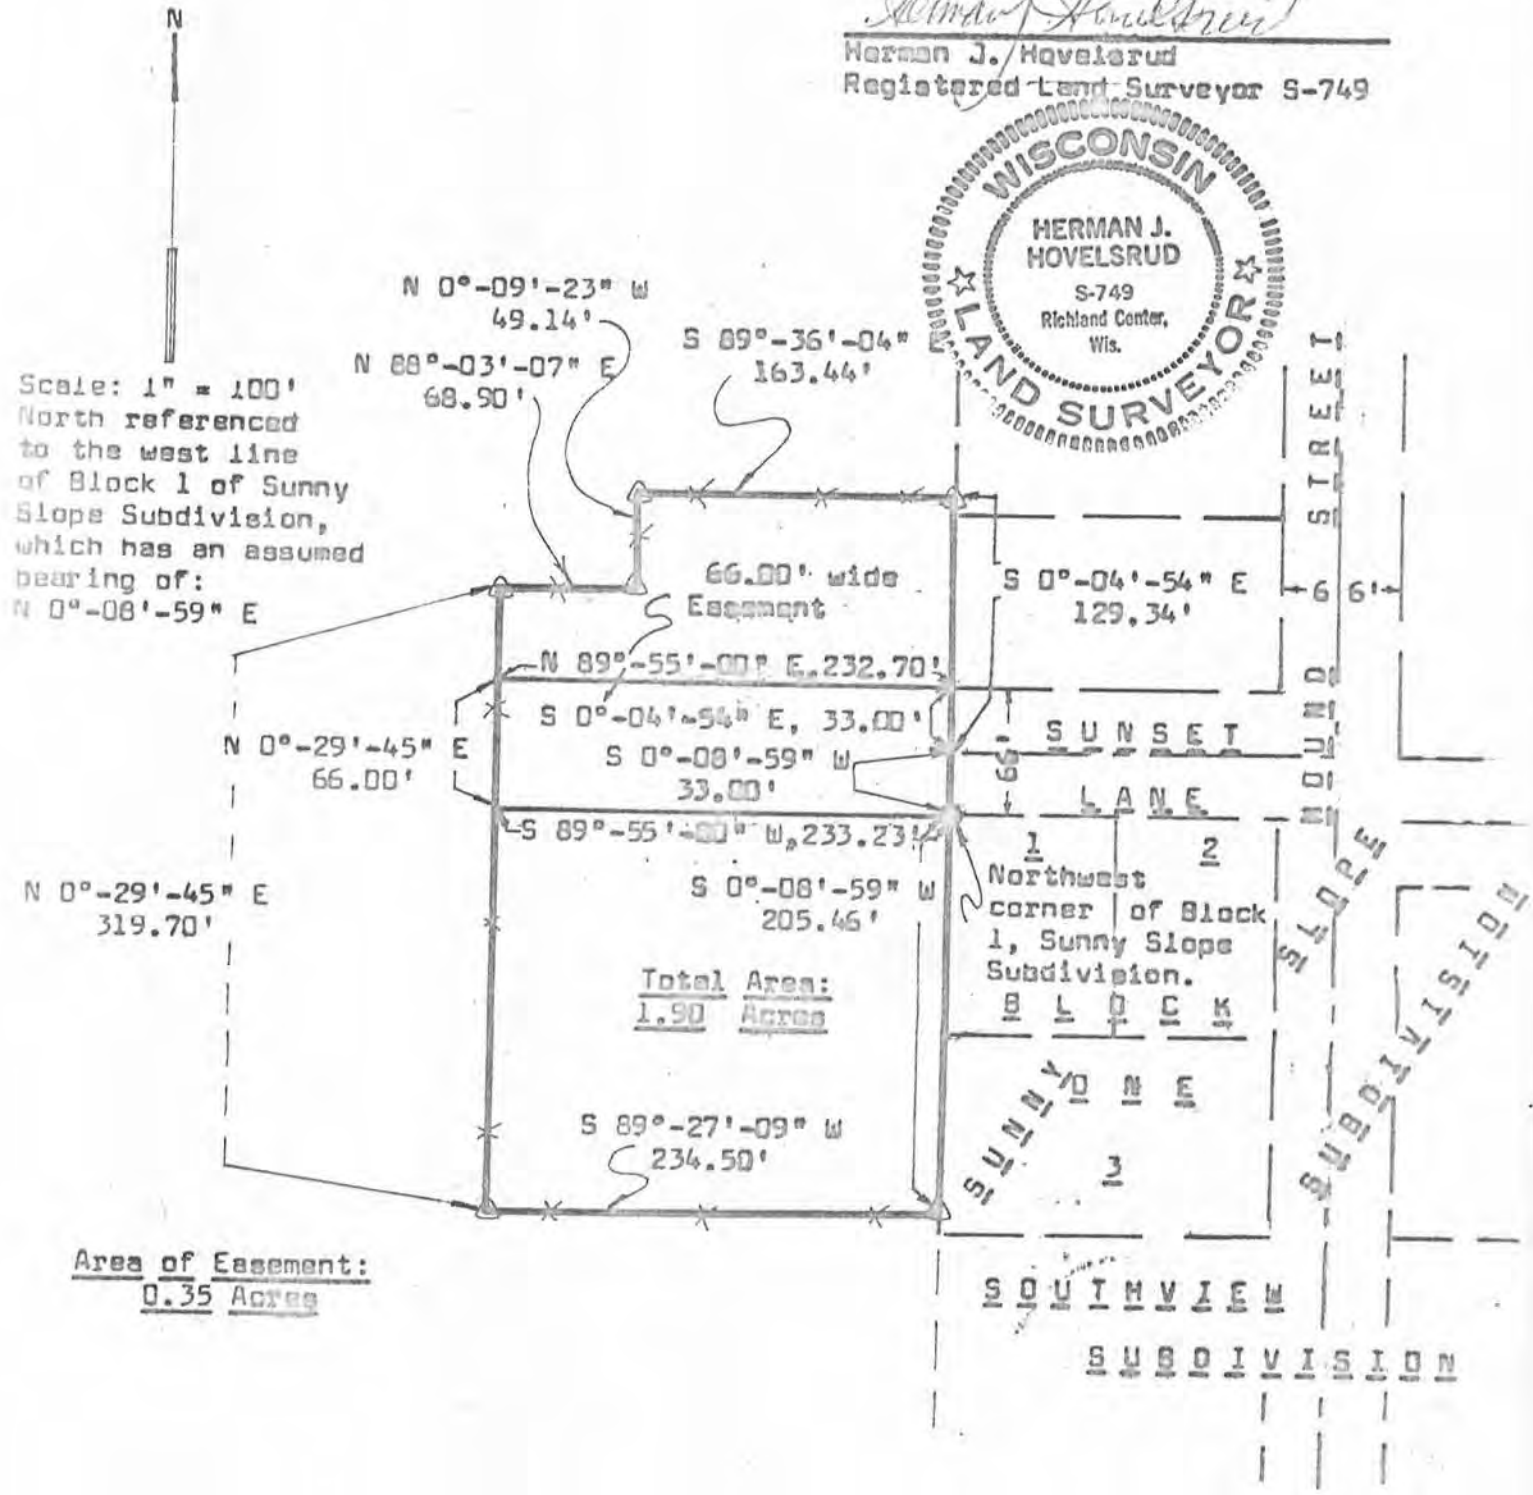 N
Herman J. Hovelsrud
Registered Land Surveyor S-749
WISCONSIN
LAND SURVEYOR
HERMAN J.
HOVELSRUD
S-749
Richland Center,
Wis.
N 0°-09'-23" W
49.14'
N 88°-03'-07" E
68.90'
S 89°-36'-04" E
163.44'
Scale: 1" = 100'
North referenced
to the west line
of Block 1 of Sunny
Slope Subdivision,
which has an assumed
bearing of:
N 0°-08'-59" E
66.00' wide
Easement
S 0°-04'-54" E
129.34'
66'
N 89°-55'-00" E, 232.70'
S 0°-04'-54" E, 33.00'
N 0°-29'-45" E
66.00'
S 0°-08'-59" W
33.00'
66'
SUNSET
LANE
MOUND STREET
S 89°-55'-00" W, 233.23'
1
2
N 0°-29'-45" E
319.70'
S 0°-08'-59" W
205.46'
Northwest
corner of Block
1, Sunny Slope
Subdivision.
BLOCK
ONE
3
SUNNY SLOPE
SUBDIVISION
Total Area:
1.90 Acres
S 89°-27'-09" W
234.50'
Area of Easement:
0.35 Acres
SOUTHVIEW
SUBDIVISION